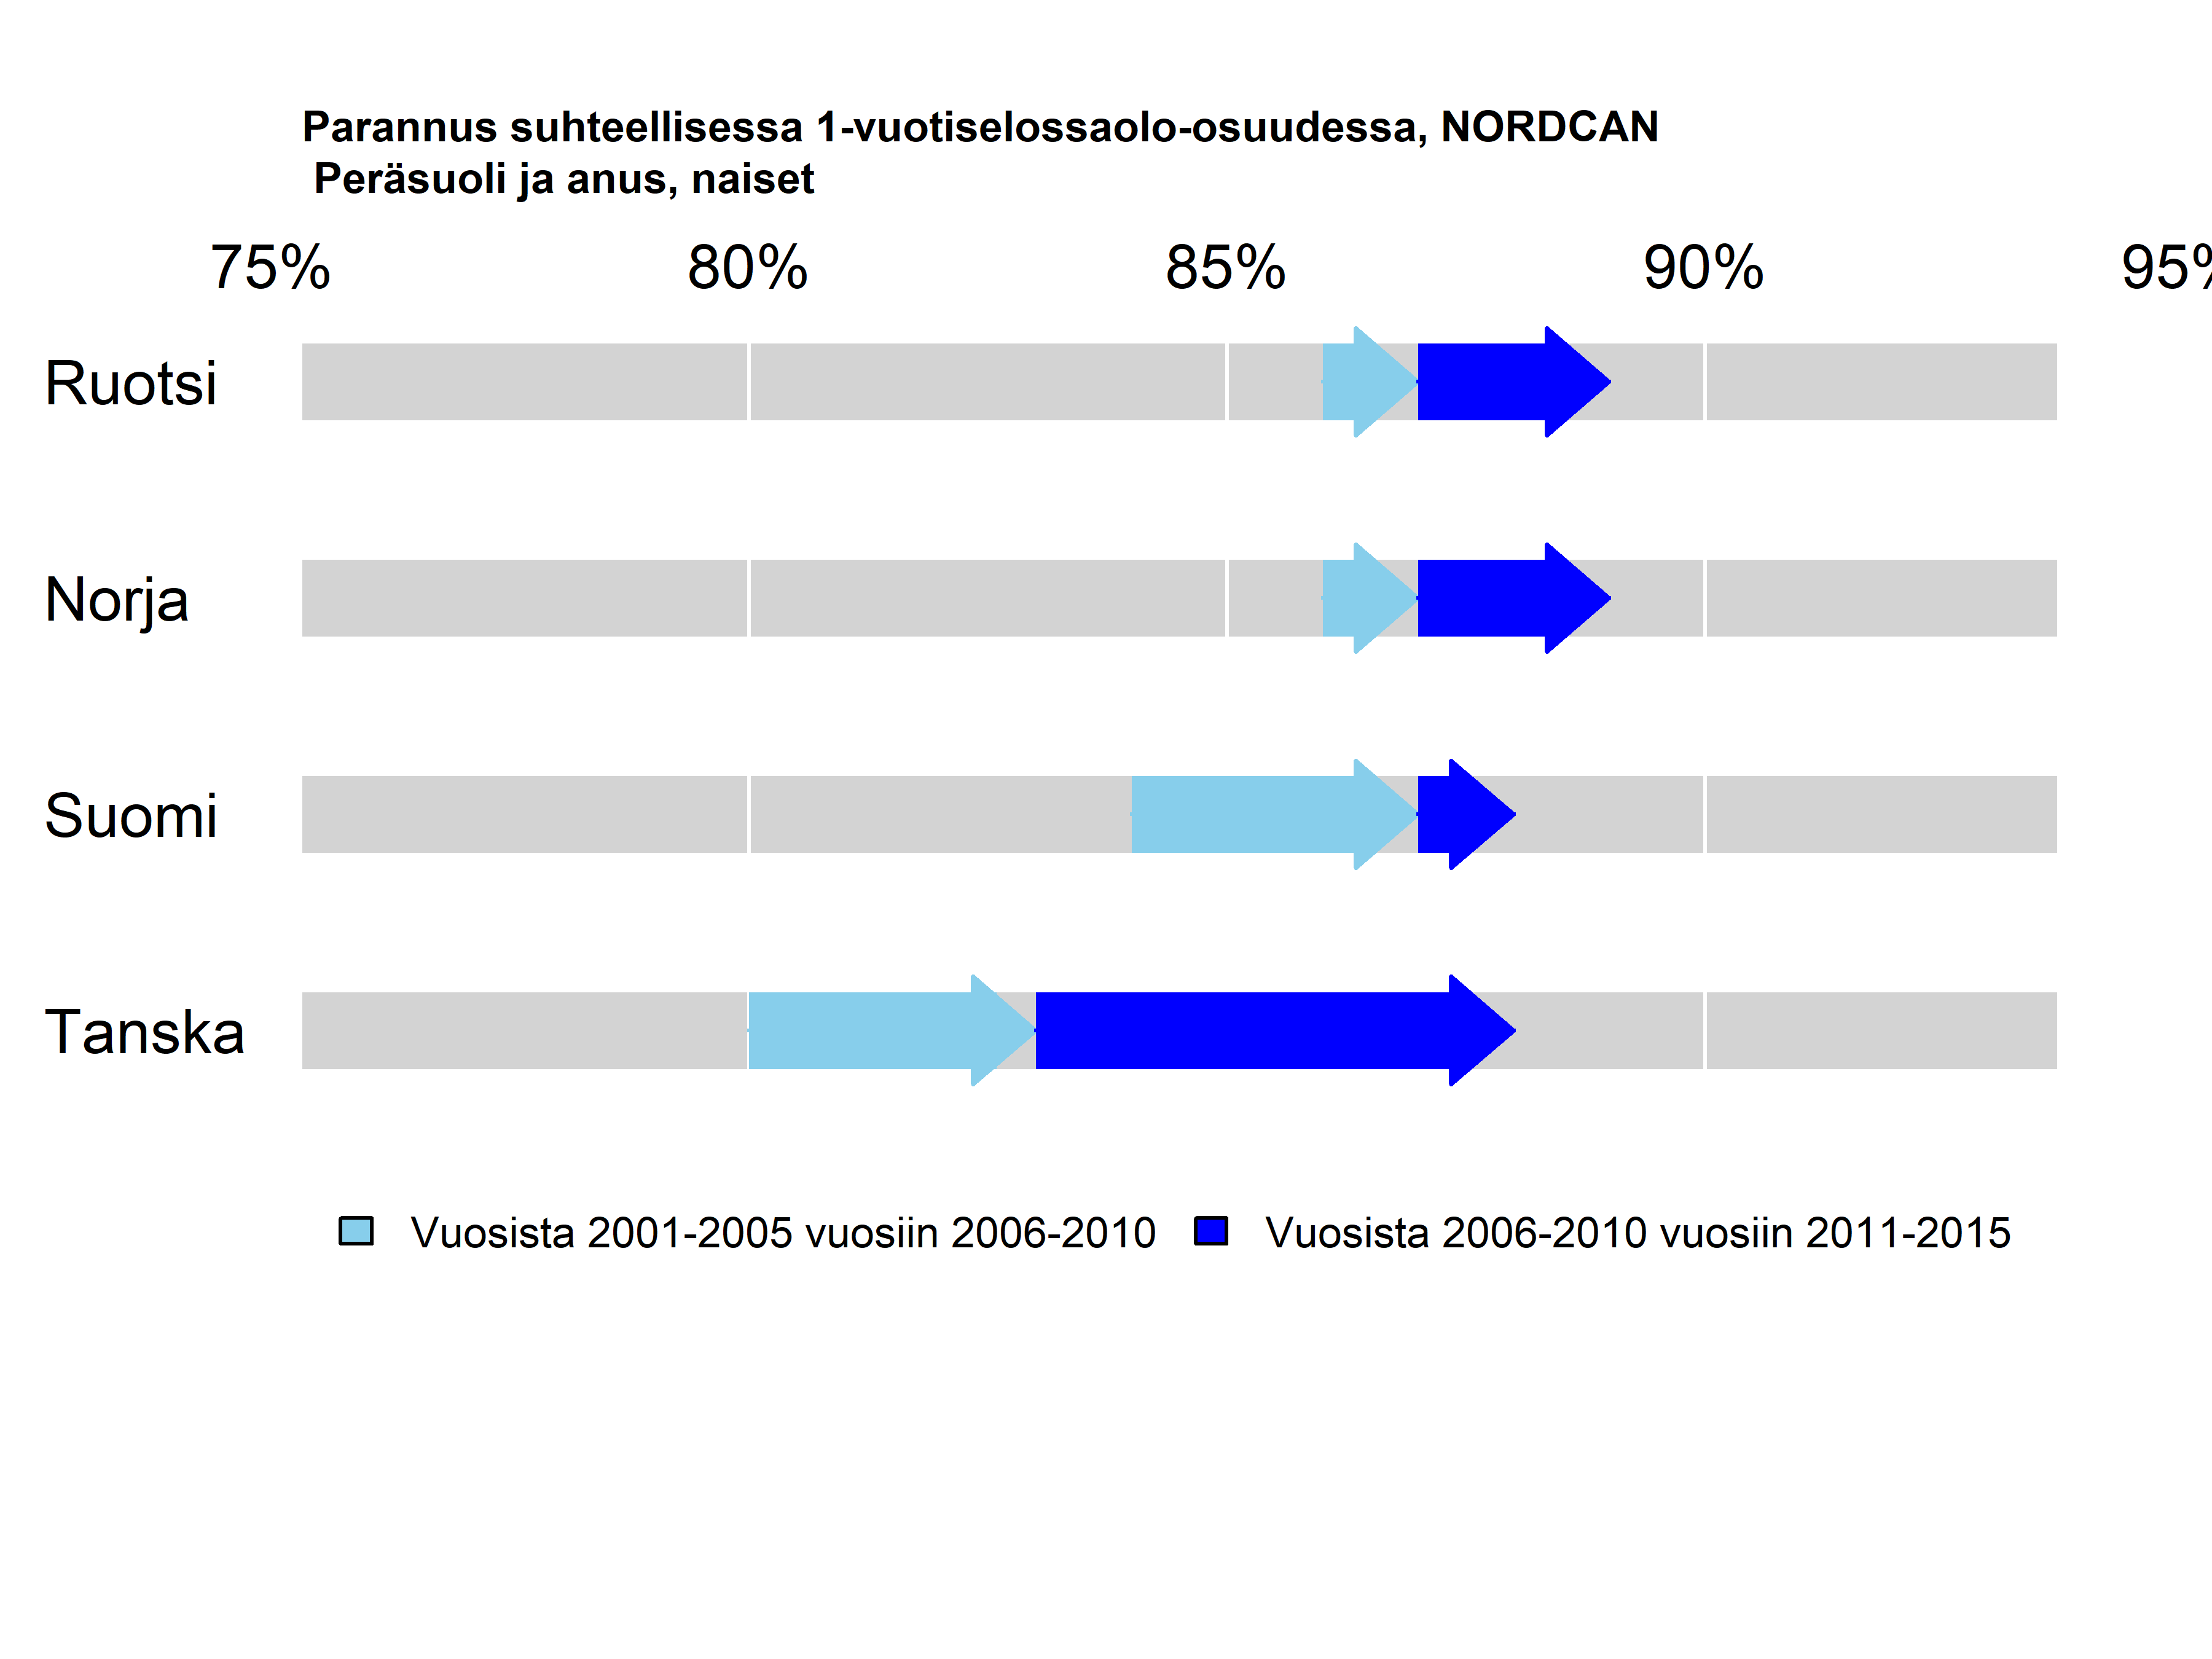 Parannus suhteellisessa 1-vuotiselossaolo-osuudessa, NORDCAN
Peräsuoli ja anus, naiset
75% 80% 85% 90% 95%
Ruotsi
Norja
Suomi
Tanska
Vuosista 2001-2005 vuosiin 2006-2010 Vuosista 2006-2010 vuosiin 2011-2015